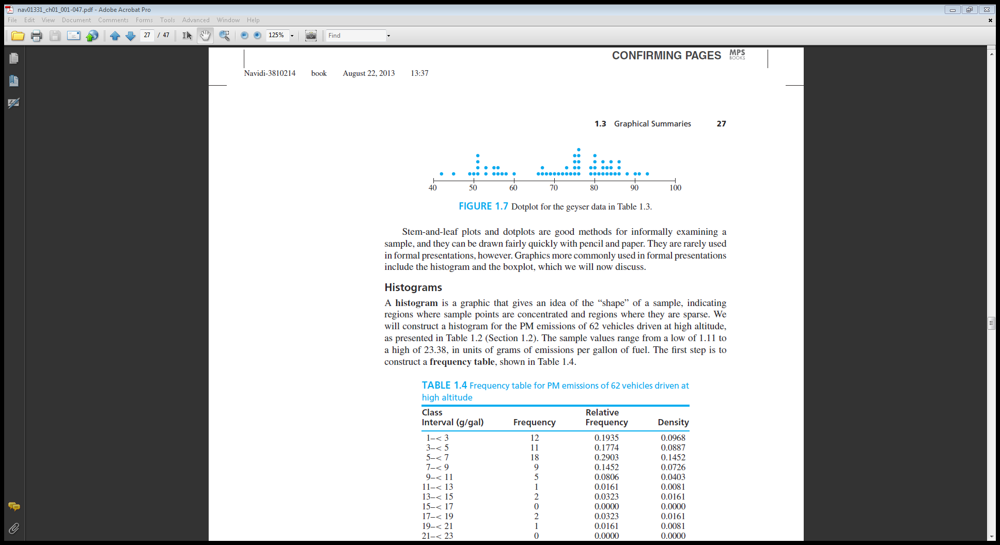 nav01331_ch01_001-047.pdf - Adobe Acrobat Pro
File Edit View Document Comments Forms Tools Advanced Window Help
27 / 47 125% Find
CONFIRMING PAGES MPS BOOKS
Navidi-3810214 book August 22, 2013 13:37
1.3 Graphical Summaries 27
40 50 60 70 80 90 100
FIGURE 1.7 Dotplot for the geyser data in Table 1.3.
Stem-and-leaf plots and dotplots are good methods for informally examining a
sample, and they can be drawn fairly quickly with pencil and paper. They are rarely used
in formal presentations, however. Graphics more commonly used in formal presentations
include the histogram and the boxplot, which we will now discuss.
Histograms
A histogram is a graphic that gives an idea of the “shape” of a sample, indicating
regions where sample points are concentrated and regions where they are sparse. We
will construct a histogram for the PM emissions of 62 vehicles driven at high altitude,
as presented in Table 1.2 (Section 1.2). The sample values range from a low of 1.11 to
a high of 23.38, in units of grams of emissions per gallon of fuel. The first step is to
construct a frequency table, shown in Table 1.4.
TABLE 1.4 Frequency table for PM emissions of 62 vehicles driven at
high altitude
Class Relative
Interval (g/gal) Frequency Frequency Density
1–< 3 12 0.1935 0.0968
3–< 5 11 0.1774 0.0887
5–< 7 18 0.2903 0.1452
7–< 9 9 0.1452 0.0726
9–< 11 5 0.0806 0.0403
11–< 13 1 0.0161 0.0081
13–< 15 2 0.0323 0.0161
15–< 17 0 0.0000 0.0000
17–< 19 2 0.0323 0.0161
19–< 21 1 0.0161 0.0081
21–< 23 0 0.0000 0.0000